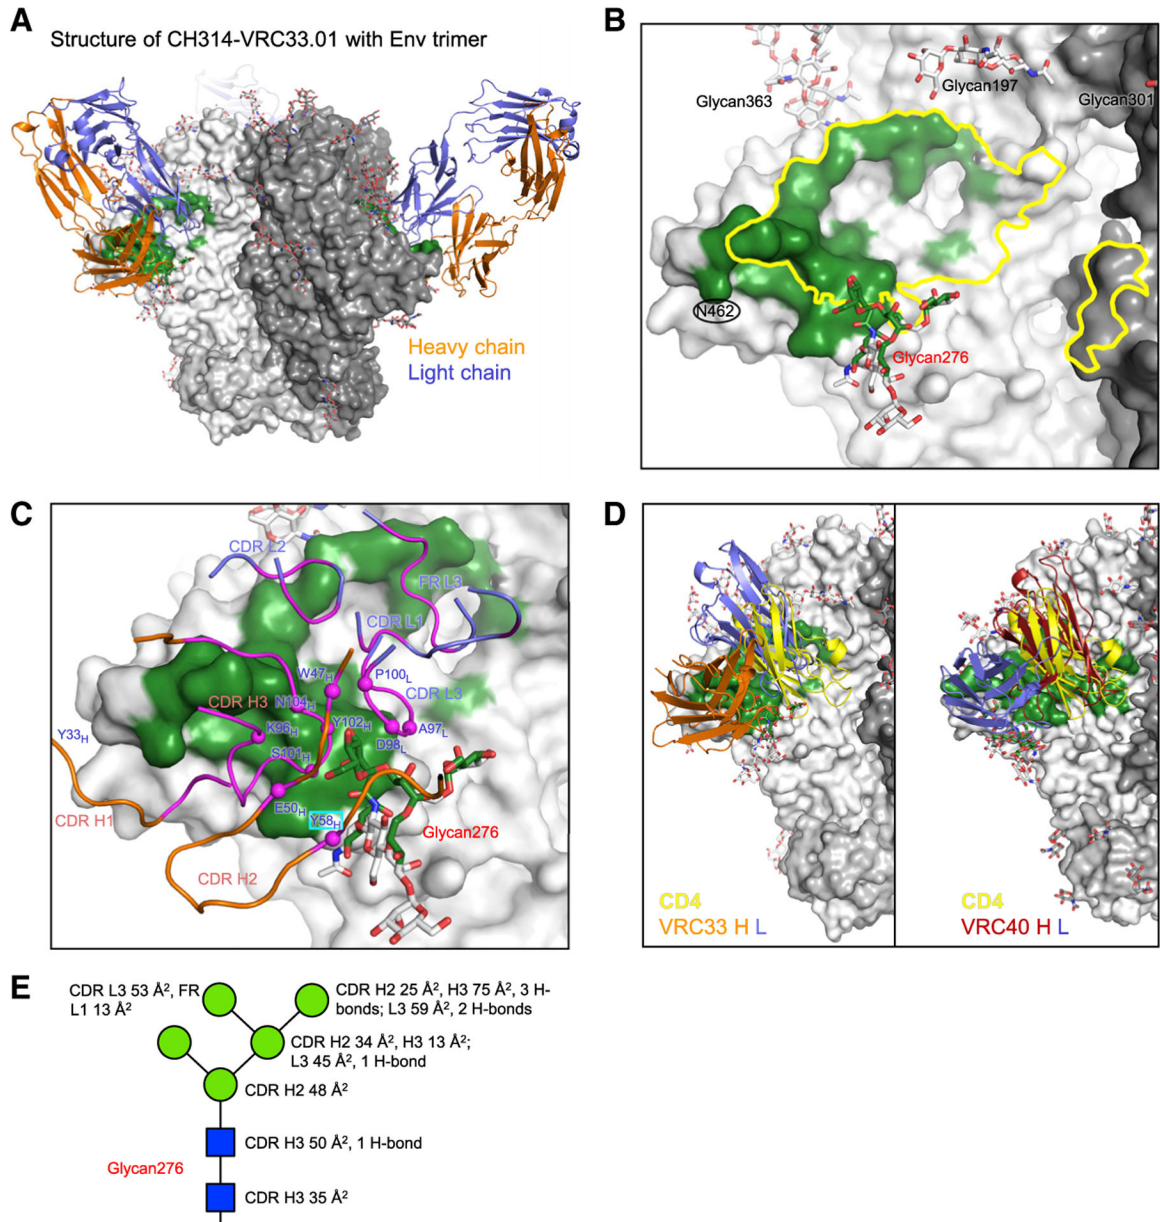 A
Structure of CH314-VRC33.01 with Env trimer
Heavy chain
Light chain
B
Glycan363
Glycan197
Glycan301
N462
Glycan276
C
CDR L2
FR L3
CDR L1
W47H
P100L
CDR H3
N104H
CDR L3
Y33H
K96H
Y102H
A97L
S101H
D98L
E50H
Y58H
CDR H1
Glycan276
CDR H2
D
CD4
VRC33 H L
CD4
VRC40 H L
E
CDR L3 53 Å², FR
L1 13 Å²
CDR H2 25 Å², H3 75 Å², 3 H-
bonds; L3 59 Å², 2 H-bonds
CDR H2 34 Å², H3 13 Å²;
L3 45 Å², 1 H-bond
CDR H2 48 Å²
CDR H3 50 Å², 1 H-bond
Glycan276
CDR H3 35 Å²